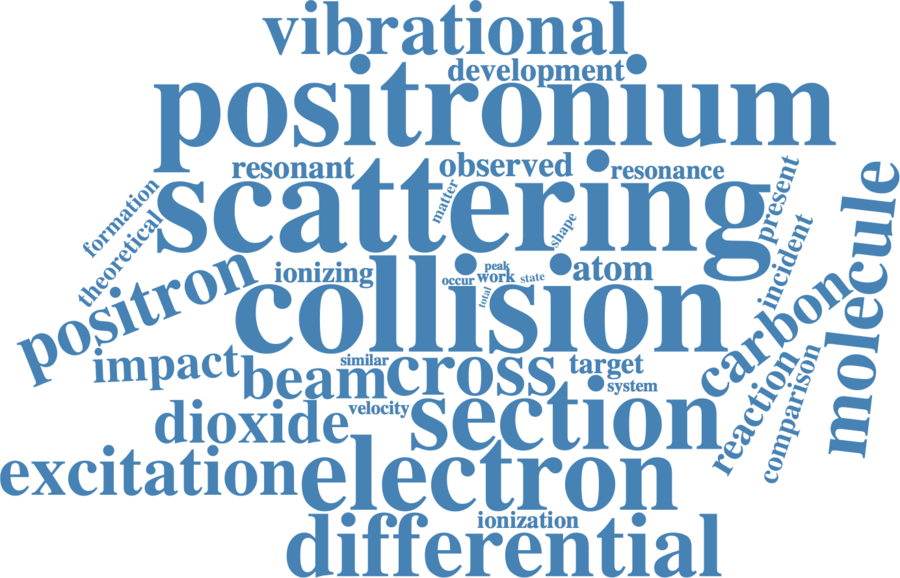 vibrational
development
positronium
resonant
observed
resonance
scattering
matter
shape
present
formation
theoretical
incident
molecule
positron
ionizing
peak
occur
work
state
total
atom
collision
carbon
impact
beam
similar
cross
target
system
reaction
comparison
dioxide
velocity
section
excitation
electron
ionization
differential